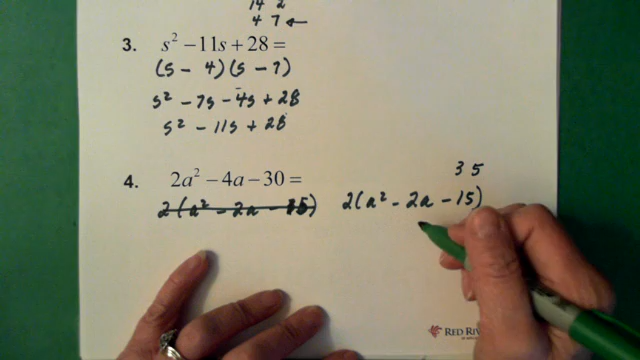 14 2
4 7 ←
3. s² − 11s + 28 =
(s − 4)(s − 7)
s² − 7s − 4s + 28
s² − 11s + 28
3 5
4. 2a² − 4a − 30 =
2(a² − 2a − 15) 2(a² − 2a − 15)
RED